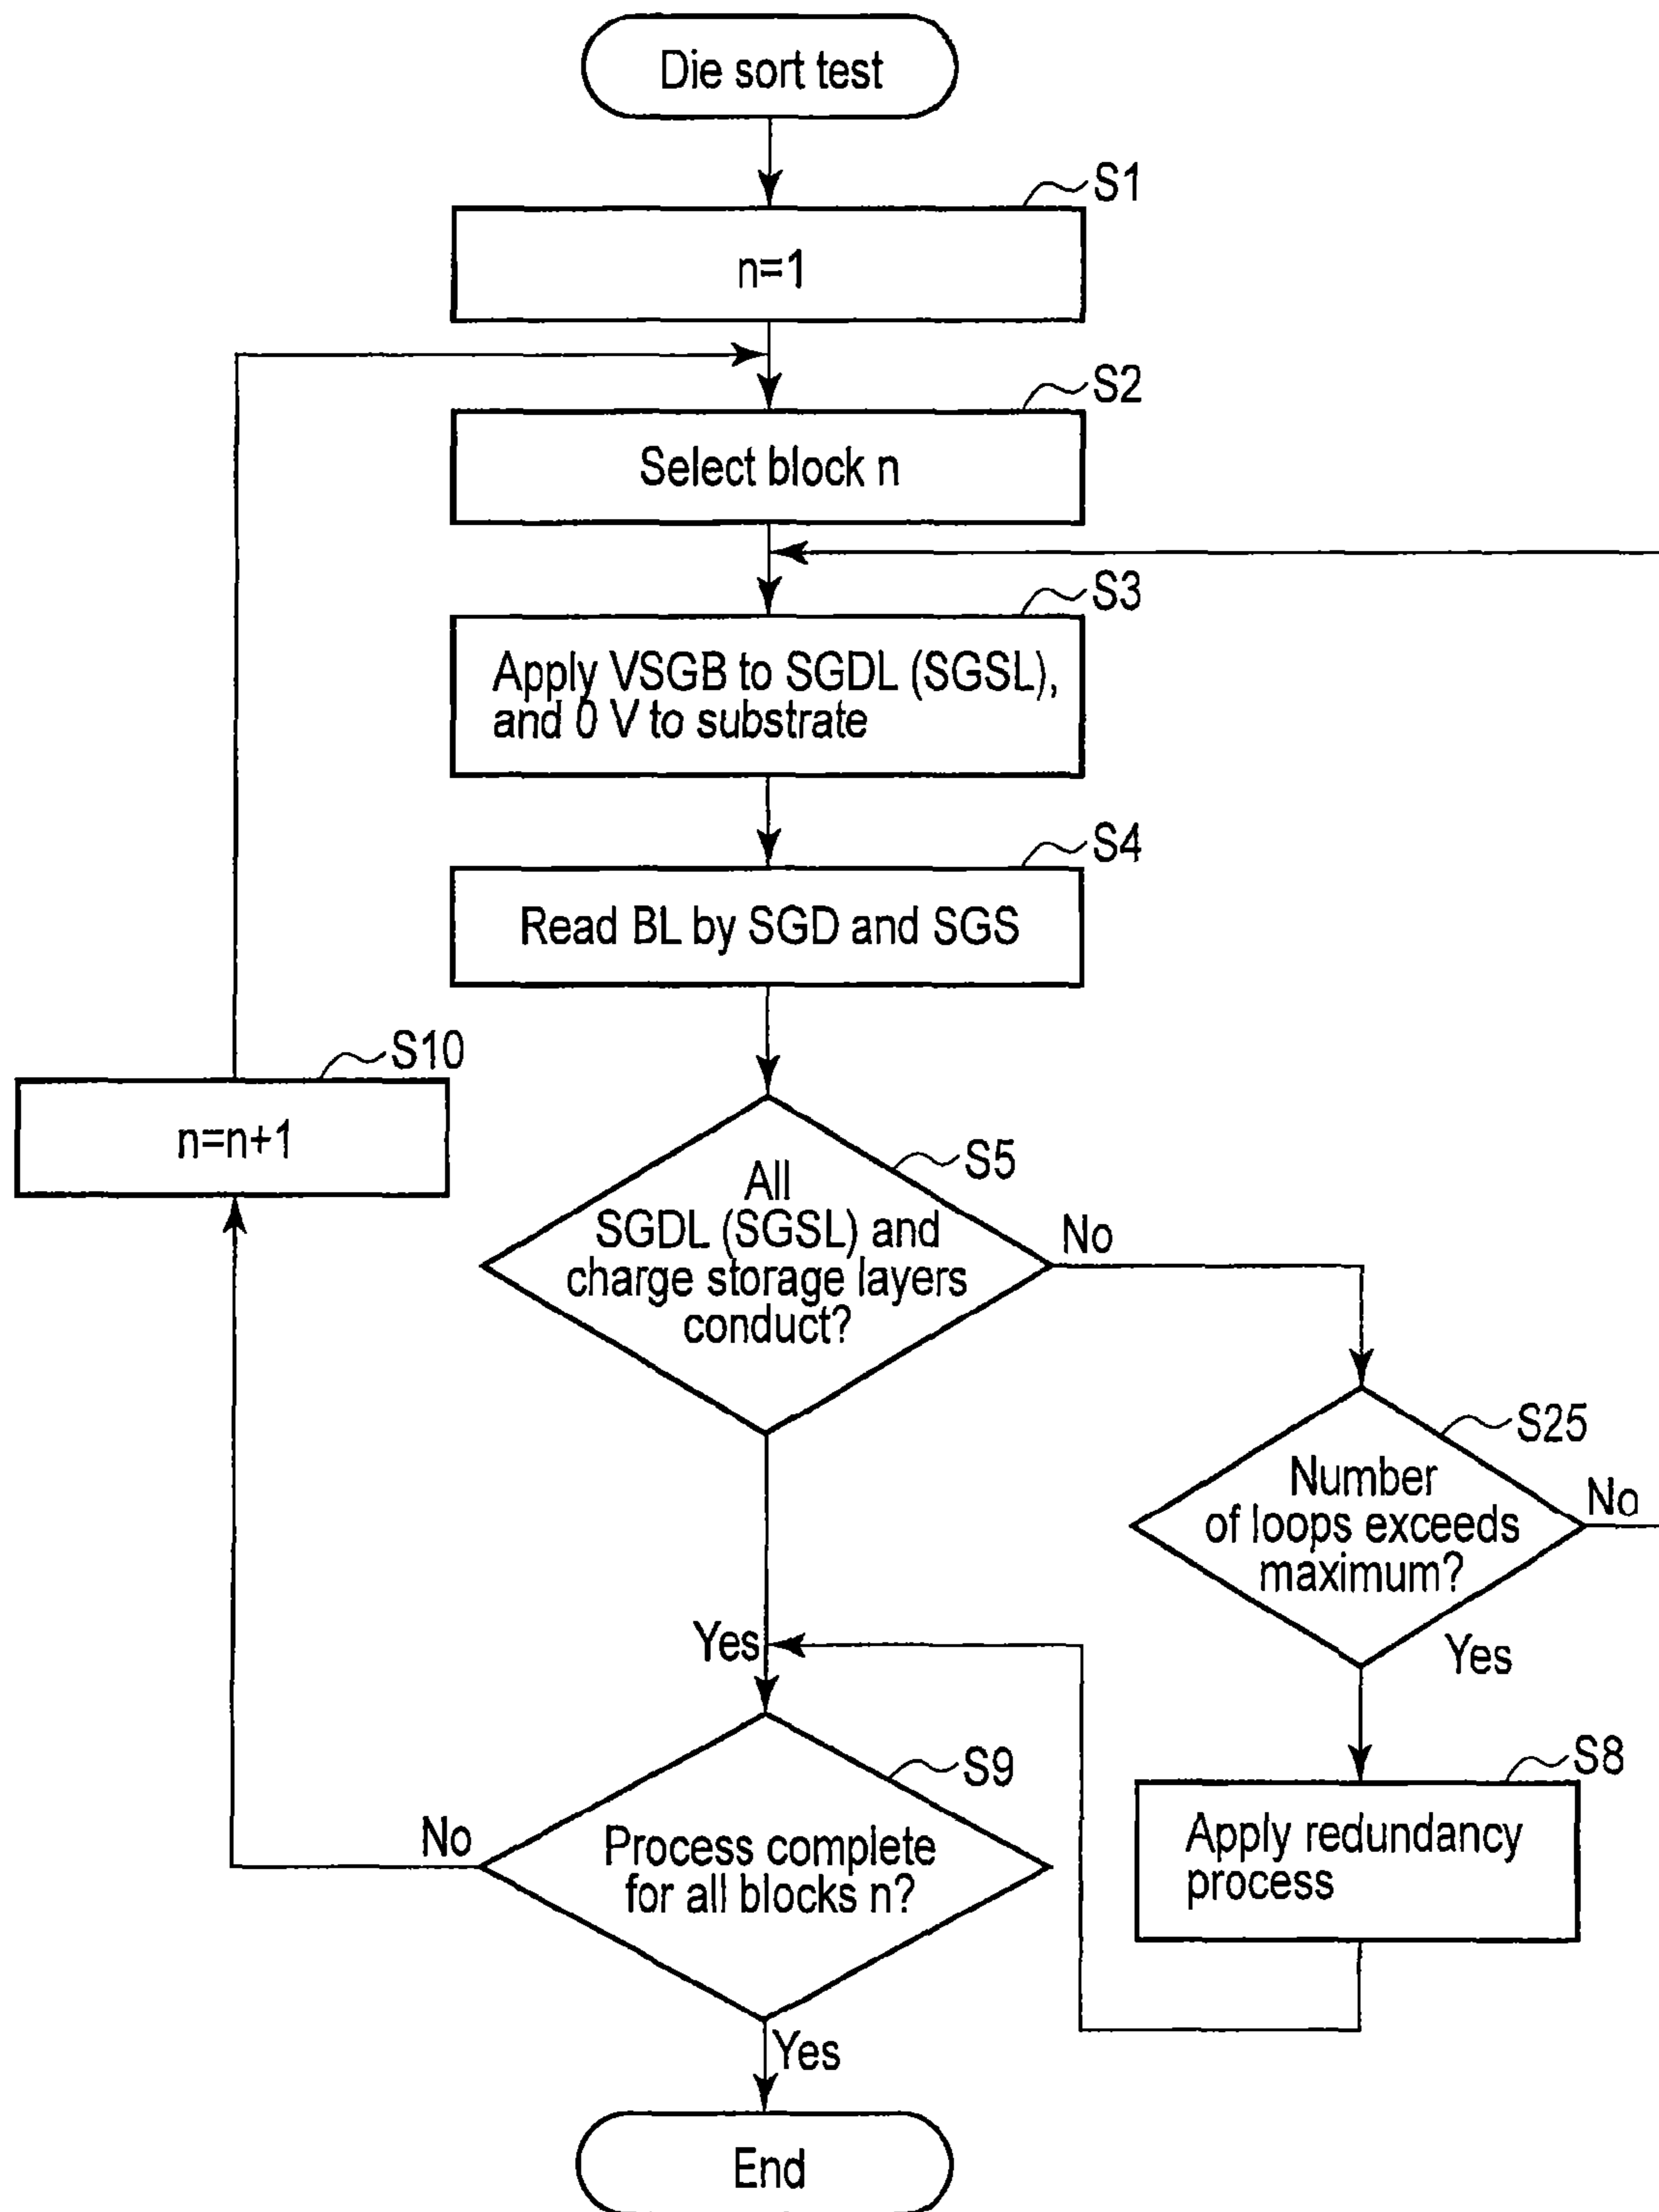 Die sort test
S1
n=1
S2
Select block n
S3
Apply VSGB to SGDL (SGSL),
and 0 V to substrate
S4
Read BL by SGD and SGS
S10
n=n+1
S5
All
SGDL (SGSL) and
charge storage layers
conduct?
No
S25
Number
of loops exceeds
maximum?
No
Yes
Yes
S8
Apply redundancy
process
S9
Process complete
for all blocks n?
No
Yes
End